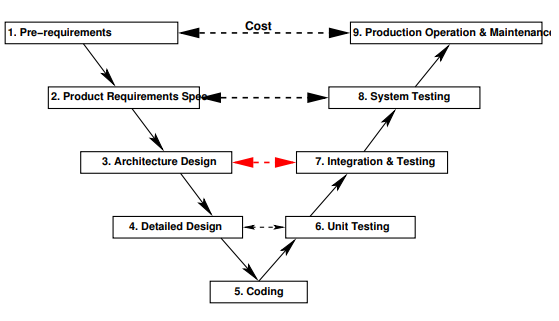 1. Pre-requirements
Cost
9. Production Operation & Maintenance
2. Product Requirements Spec
8. System Testing
3. Architecture Design
7. Integration & Testing
4. Detailed Design
6. Unit Testing
5. Coding